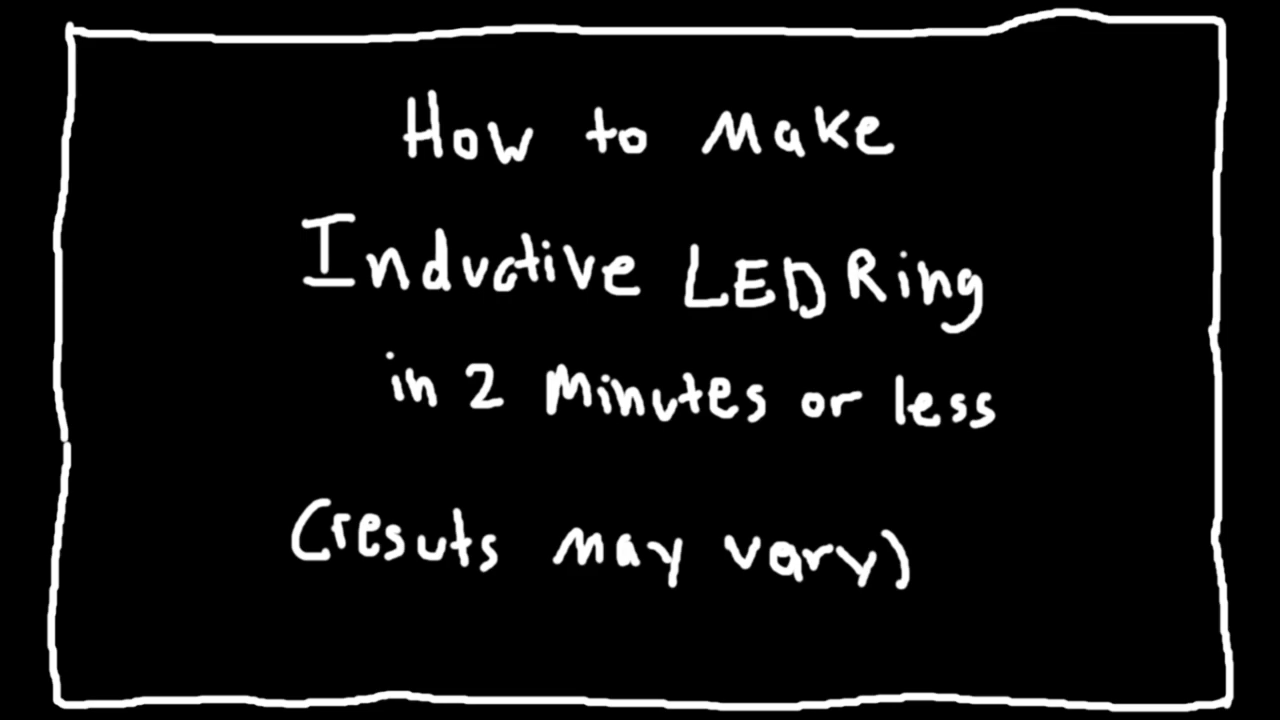 How to Make
Inductive LED Ring
in 2 Minutes or less
(resuts may vary)